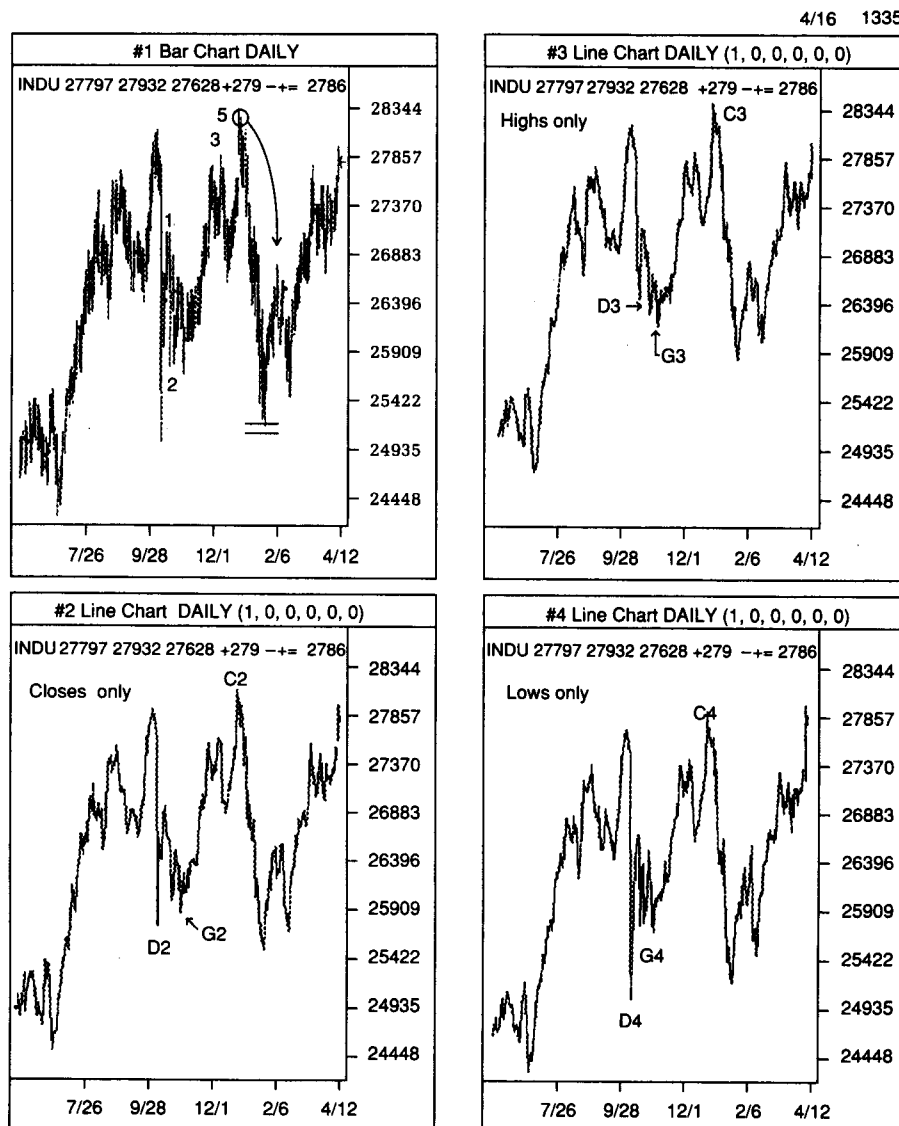 4/16 1335
#1 Bar Chart DAILY
INDU 27797 27932 27628+279 −+= 2786
5
3
1
2
28344
27857
27370
26883
26396
25909
25422
24935
24448
7/26 9/28 12/1 2/6 4/12
#3 Line Chart DAILY (1, 0, 0, 0, 0, 0)
INDU 27797 27932 27628 +279 −+= 2786
Highs only
C3
D3
G3
28344
27857
27370
26883
26396
25909
25422
24935
24448
7/26 9/28 12/1 2/6 4/12
#2 Line Chart DAILY (1, 0, 0, 0, 0, 0)
INDU 27797 27932 27628 +279 −+= 2786
Closes only
C2
D2
G2
28344
27857
27370
26883
26396
25909
25422
24935
24448
7/26 9/28 12/1 2/6 4/12
#4 Line Chart DAILY (1, 0, 0, 0, 0, 0)
INDU 27797 27932 27628 +279 −+= 2786
Lows only
C4
G4
D4
28344
27857
27370
26883
26396
25909
25422
24935
24448
7/26 9/28 12/1 2/6 4/12